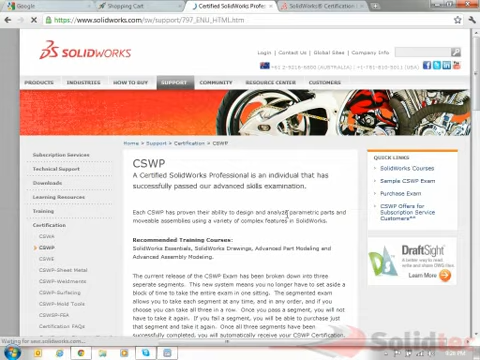 Google
Shopping Cart
Certified SolidWorks Profes...
SolidWorks® Certification
www.solidworks.com/sw/support/797_ENU_HTML.htm
SOLIDWORKS
Login | Contact Us | Global Sites | Company Info
PRODUCTS INDUSTRIES HOW TO BUY SUPPORT COMMUNITY RESOURCE CENTER CUSTOMERS
Home > Support > Certification > CSWP
Subscription Services
Technical Support
Downloads
Learning Resources
Training
Certification
CSWA
CSWP
CSWE
CSWP-Sheet Metal
CSWP-Weldments
CSWP-Surfacing
CSWP-Mold Tools
CSWSP-FEA
Certification FAQs
CSWP
A Certified SolidWorks Professional is an individual that has
successfully passed our advanced skills examination.
Each CSWP has proven their ability to design and analyze parametric parts and
moveable assemblies using a variety of complex features in SolidWorks.
Recommended Training Courses:
SolidWorks Essentials, SolidWorks Drawings, Advanced Part Modeling and
Advanced Assembly Modeling.
The current release of the CSWP Exam has been broken down into three
seperate segments. This new system means you no longer have to set aside a
block of time to take the entire exam in one sitting. The segmented exam
allows you to take each segment at any time, and in any order, and if you
choose you can take all three in a row. Once you pass a segment, you will not
have to take it again. If you fail a segment, you will be able to purchase just
that segment and take it again. Once all three segments have been
successfully completed, you will automatically receive your CSWP Certification.
QUICK LINKS
SolidWorks Courses
Sample CSWP Exam
Purchase Exam
CSWP Offers for
Subscription Service
Customers**
DraftSight
Learn More
Waiting for seo.solidworks.com...
Solidtec